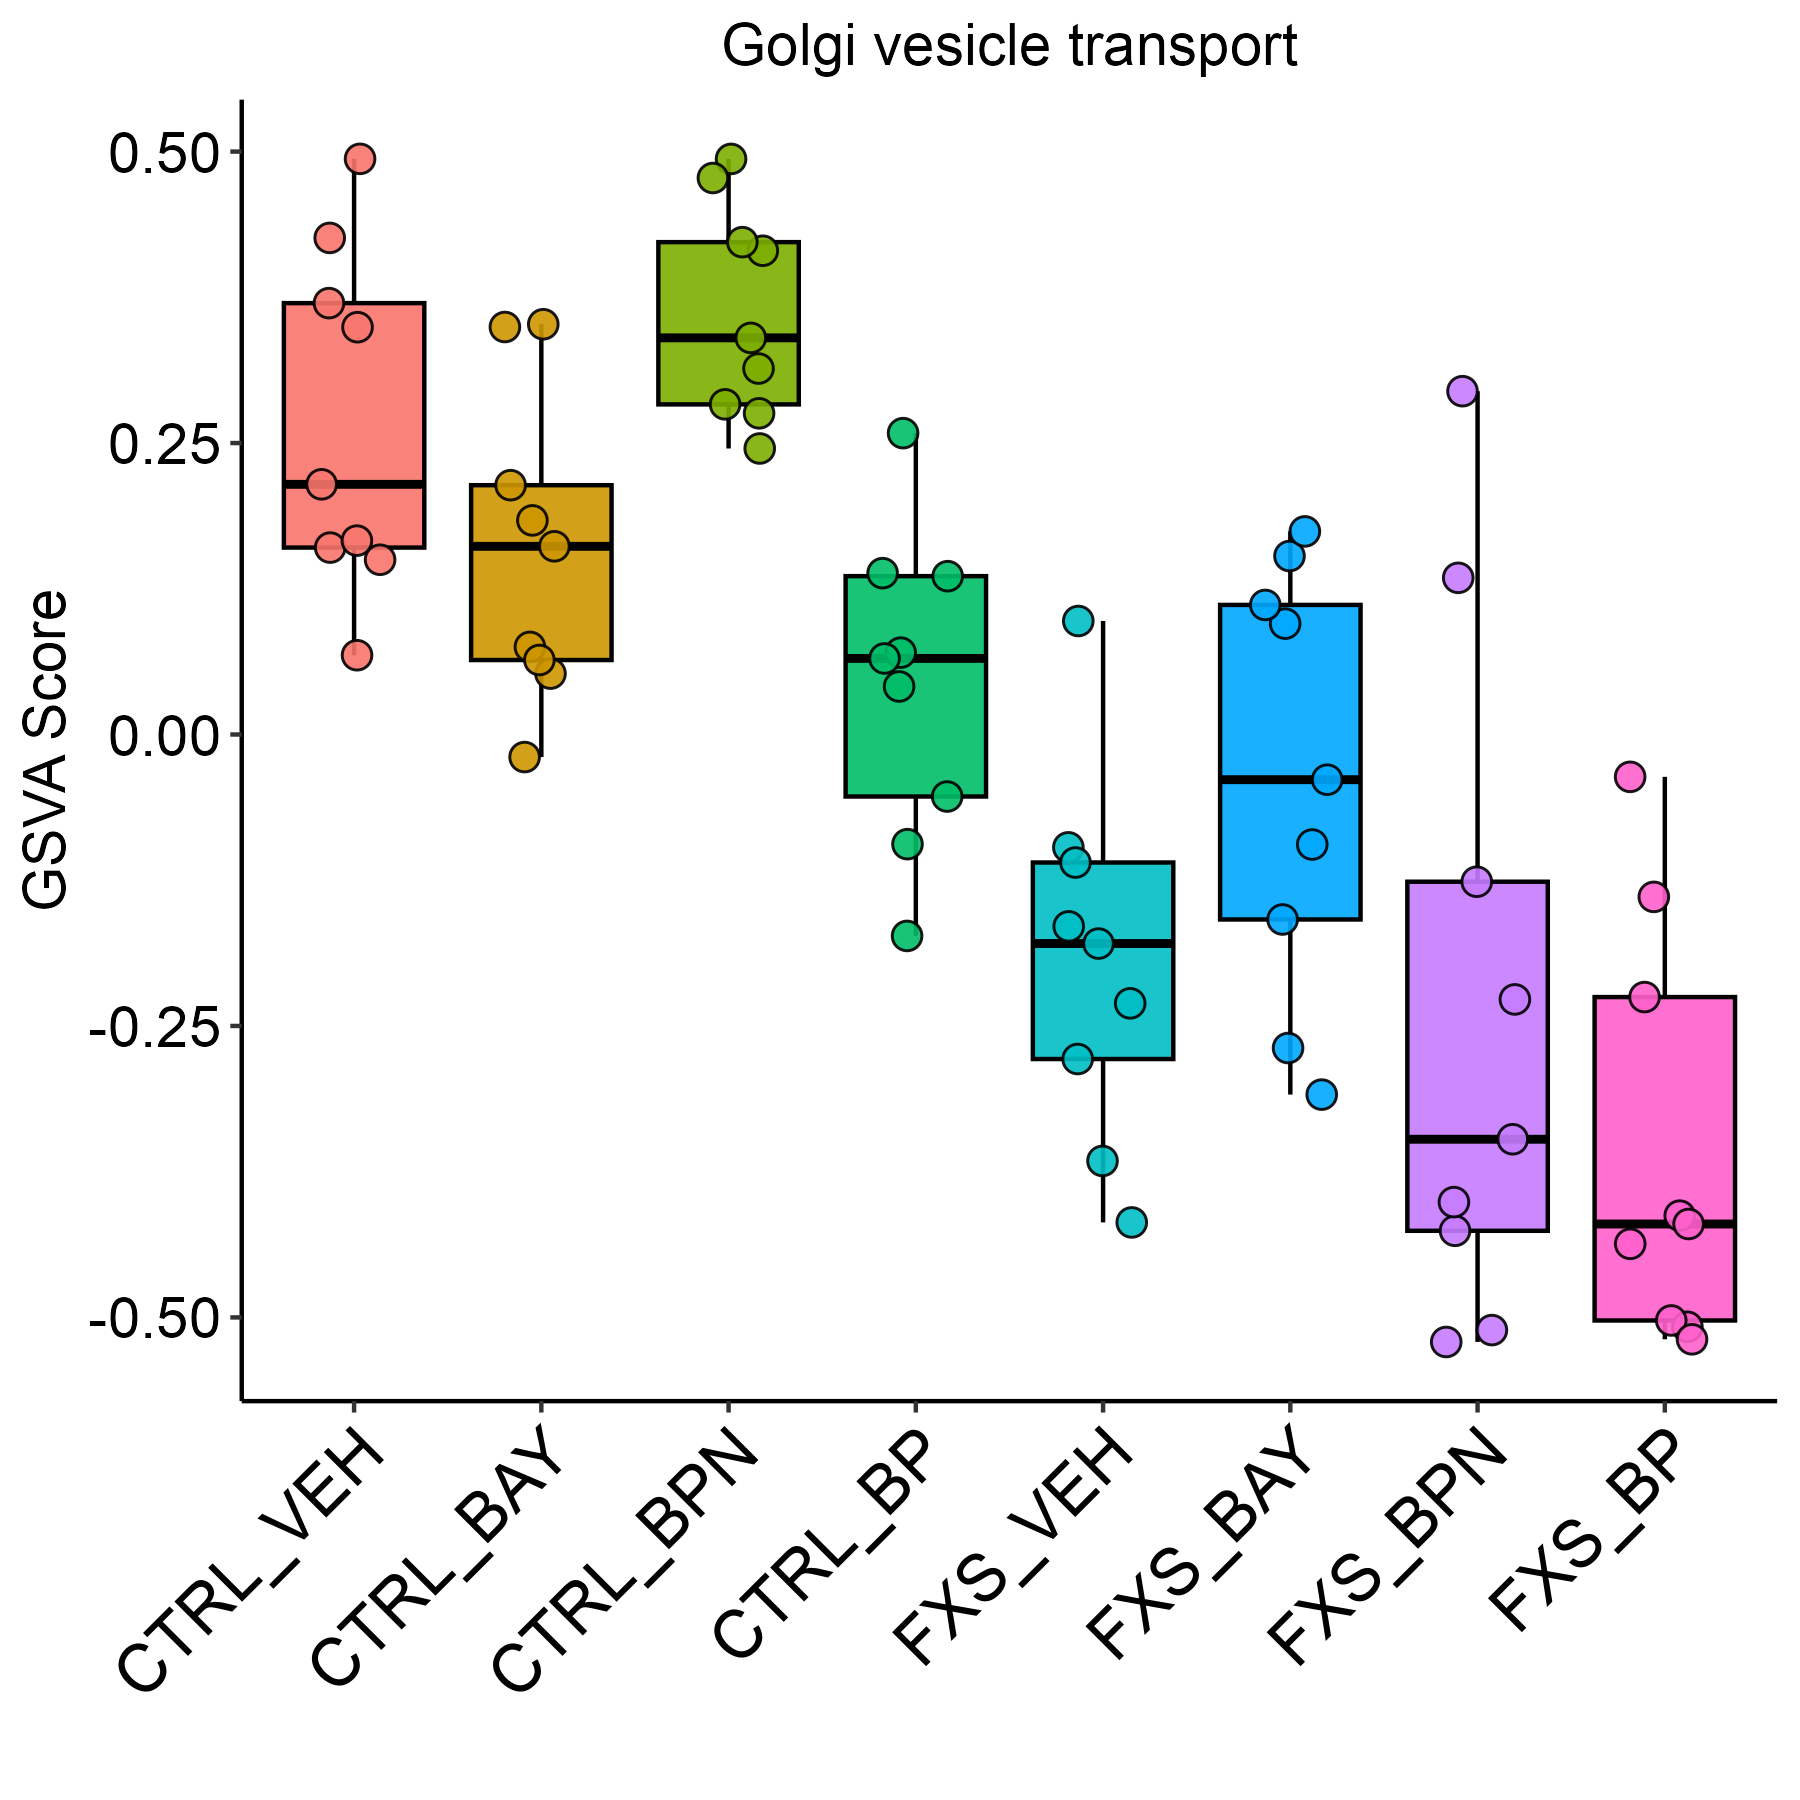 Golgi vesicle transport
GSVA Score
0.50
0.25
0.00
-0.25
-0.50
CTRL_VEH
CTRL_BAY
CTRL_BPN
CTRL_BP
FXS_VEH
FXS_BAY
FXS_BPN
FXS_BP